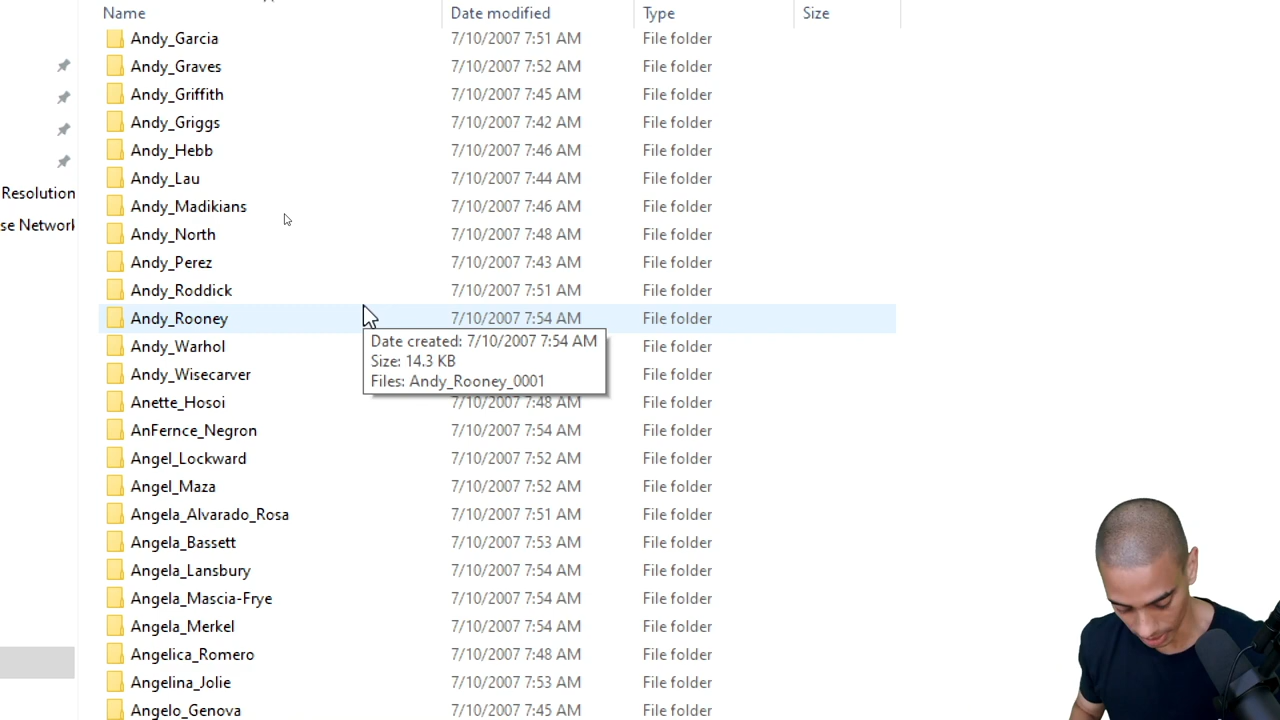 Name Date modified Type Size
Andy_Garcia 7/10/2007 7:51 AM File folder
Andy_Graves 7/10/2007 7:52 AM File folder
Andy_Griffith 7/10/2007 7:45 AM File folder
Andy_Griggs 7/10/2007 7:42 AM File folder
Andy_Hebb 7/10/2007 7:46 AM File folder
Andy_Lau 7/10/2007 7:44 AM File folder
Resolution
Andy_Madikians 7/10/2007 7:46 AM File folder
se Network
Andy_North 7/10/2007 7:48 AM File folder
Andy_Perez 7/10/2007 7:43 AM File folder
Andy_Roddick 7/10/2007 7:51 AM File folder
Andy_Rooney 7/10/2007 7:54 AM File folder
Date created: 7/10/2007 7:54 AM
Size: 14.3 KB
Files: Andy_Rooney_0001
Andy_Warhol File folder
Andy_Wisecarver File folder
Anette_Hosoi 7/10/2007 7:48 AM File folder
AnFernce_Negron 7/10/2007 7:54 AM File folder
Angel_Lockward 7/10/2007 7:52 AM File folder
Angel_Maza 7/10/2007 7:52 AM File folder
Angela_Alvarado_Rosa 7/10/2007 7:51 AM File folder
Angela_Bassett 7/10/2007 7:53 AM File folder
Angela_Lansbury 7/10/2007 7:54 AM File folder
Angela_Mascia-Frye 7/10/2007 7:54 AM File folder
Angela_Merkel 7/10/2007 7:54 AM File folder
Angelica_Romero 7/10/2007 7:48 AM File folder
Angelina_Jolie 7/10/2007 7:53 AM File folder
Angelo_Genova 7/10/2007 7:45 AM File folder